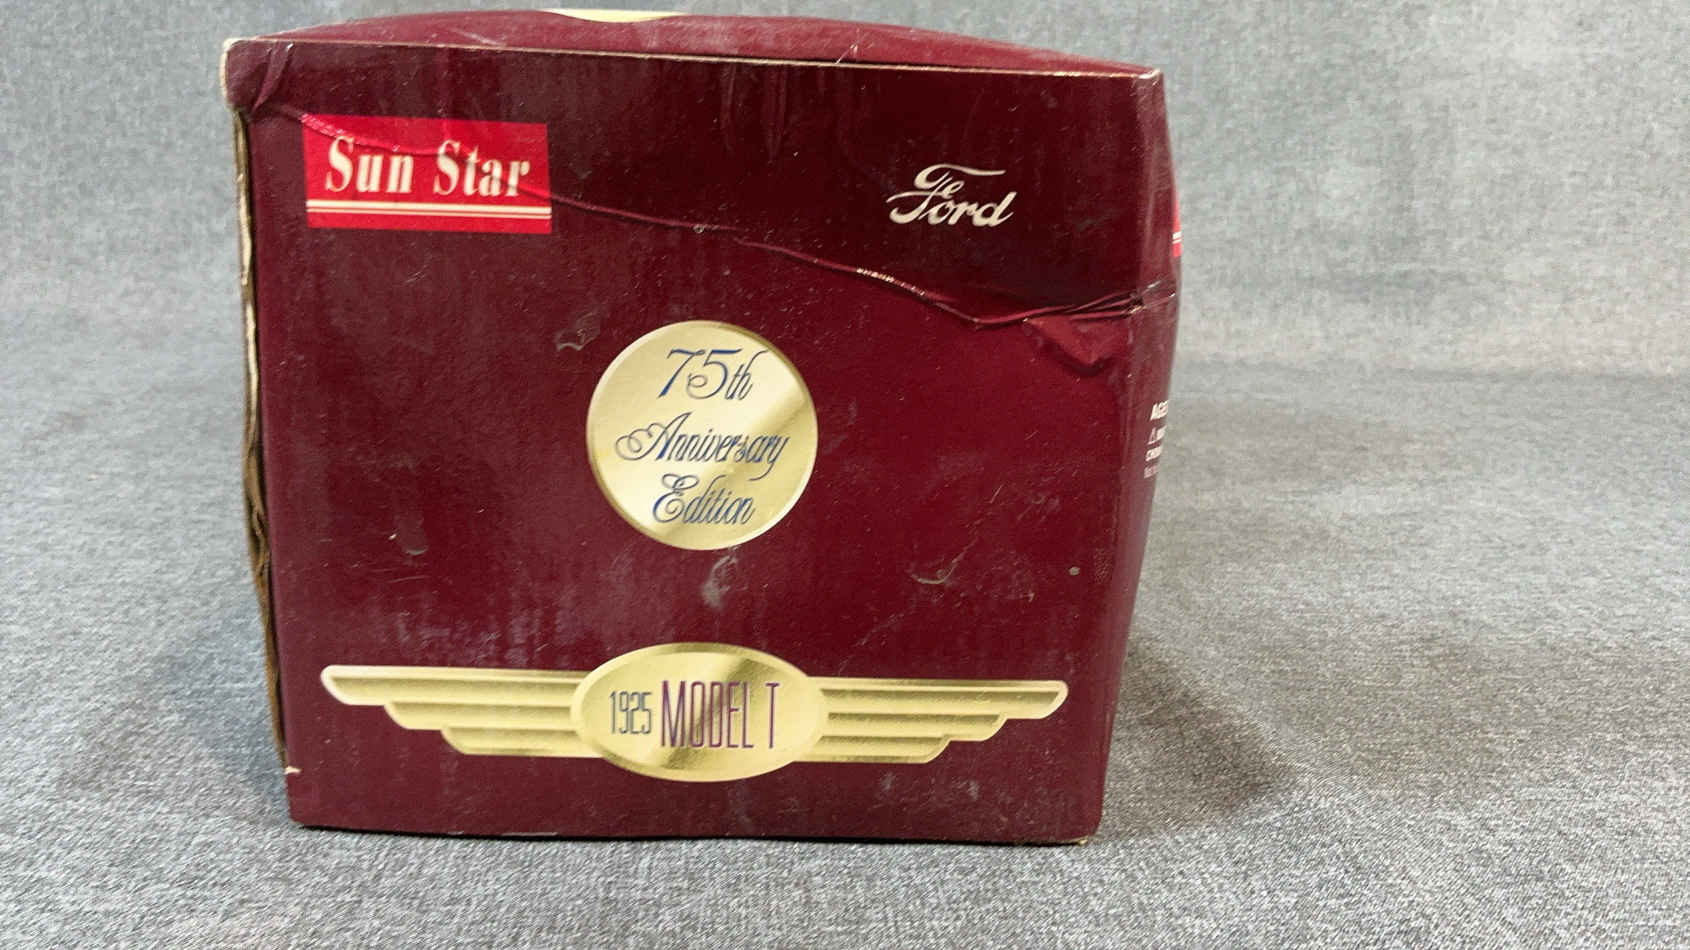 Sun Star
Ford
75th
Anniversary
Edition
1925 MODEL T